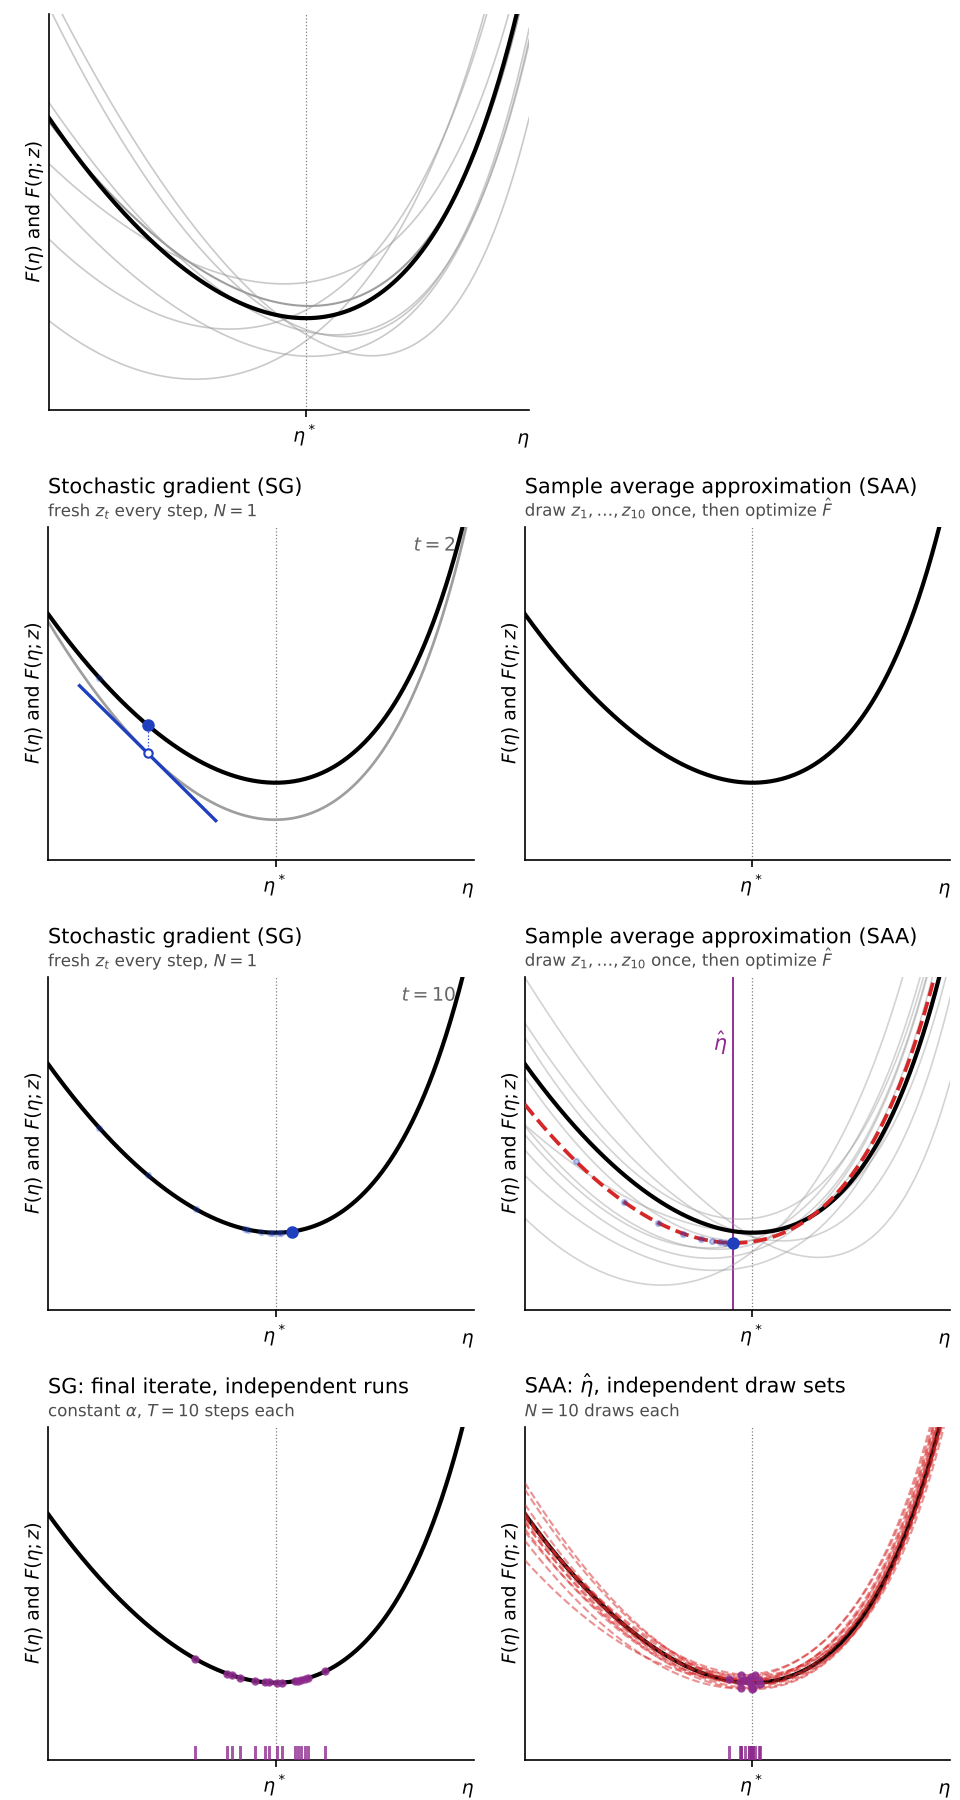 F(η) and F(η; z)
η*
η
Stochastic gradient (SG)
fresh z_t every step, N = 1
t = 2
F(η) and F(η; z)
η*
η
Sample average approximation (SAA)
draw z_1, …, z_10 once, then optimize F̂
F(η) and F(η; z)
η*
η
Stochastic gradient (SG)
fresh z_t every step, N = 1
t = 10
F(η) and F(η; z)
η*
η
Sample average approximation (SAA)
draw z_1, …, z_10 once, then optimize F̂
η̂
F(η) and F(η; z)
η*
η
SG: final iterate, independent runs
constant α, T = 10 steps each
F(η) and F(η; z)
η*
η
SAA: η̂, independent draw sets
N = 10 draws each
F(η) and F(η; z)
η*
η